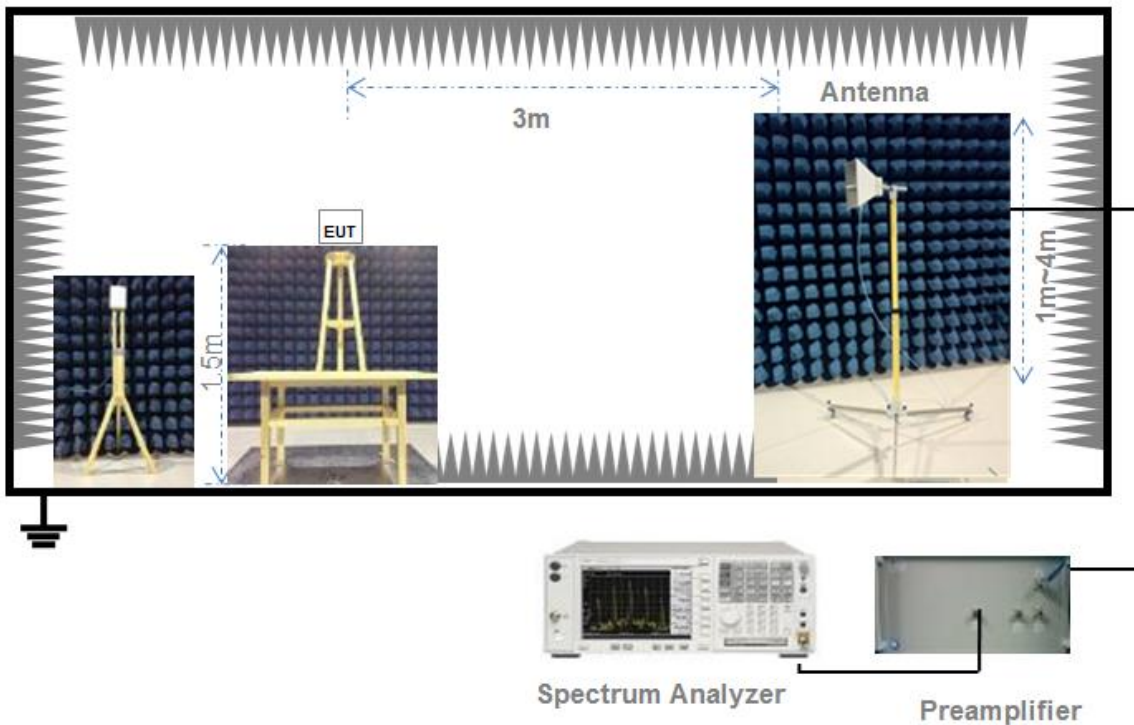 Antenna
3m
EUT
1.5m
1m~4m
Spectrum Analyzer
Preamplifier